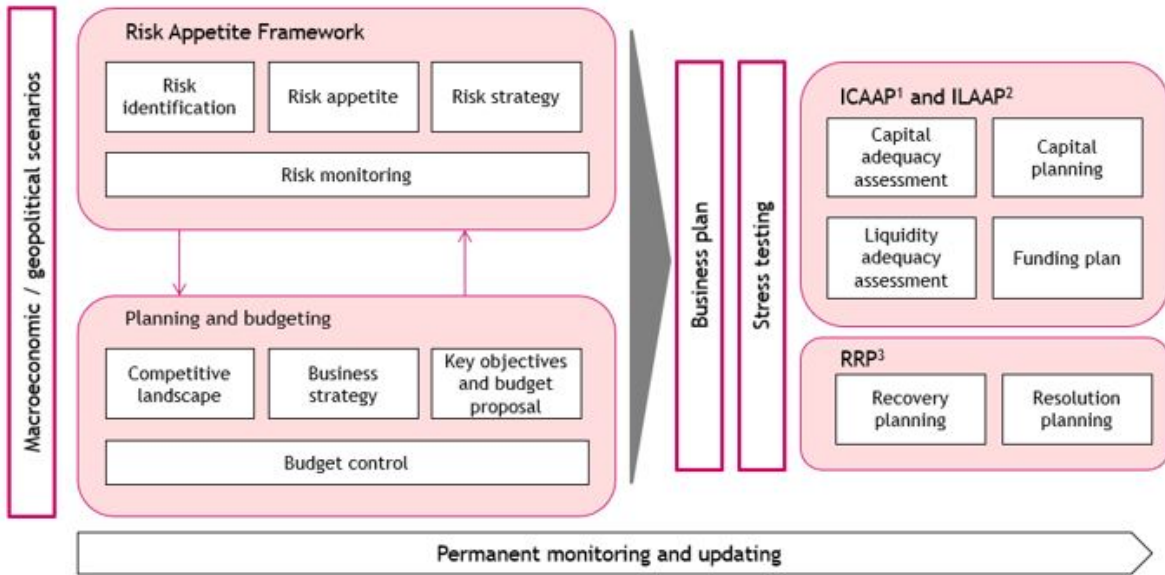 Macroeconomic / geopolitical scenarios
Risk Appetite Framework
Risk
identification
Risk appetite
Risk strategy
Risk monitoring
Planning and budgeting
Competitive
landscape
Business
strategy
Key objectives
and budget
proposal
Budget control
Business plan
Stress testing
ICAAP¹ and ILAAP²
Capital
adequacy
assessment
Capital
planning
Liquidity
adequacy
assessment
Funding plan
RRP³
Recovery
planning
Resolution
planning
Permanent monitoring and updating